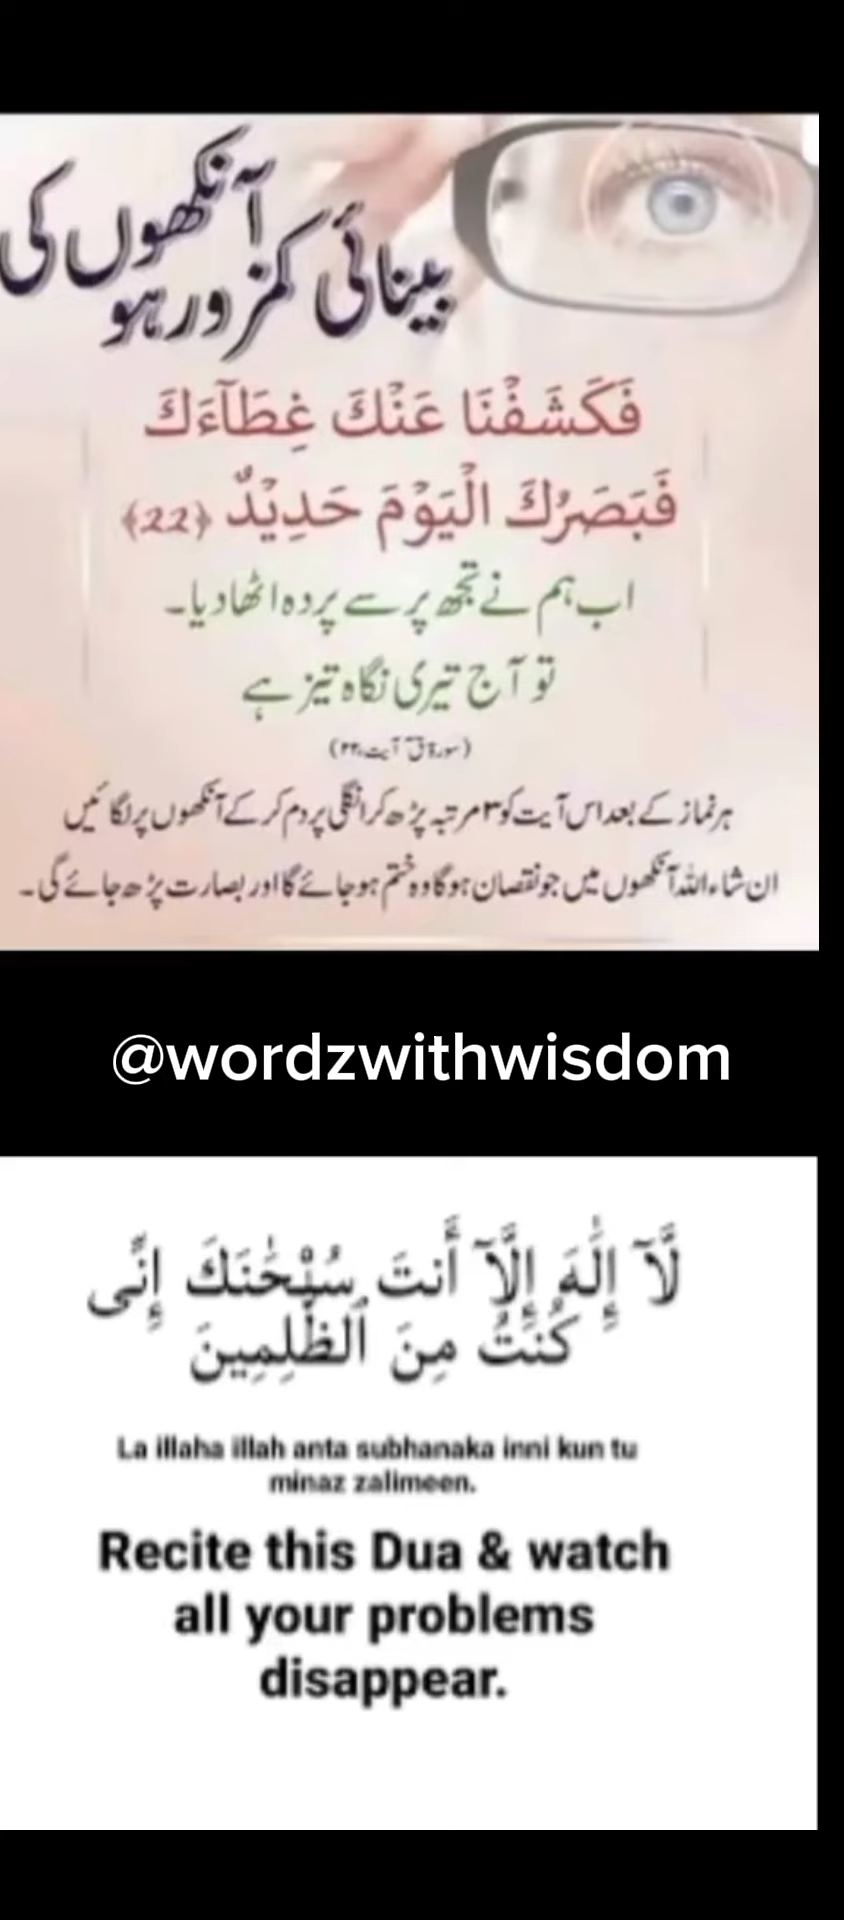 آنکھوں کی
بینائی کمزور ہو
فَكَشَفْنَا عَنْكَ غِطَآءَكَ
فَبَصَرُكَ الْيَوْمَ حَدِيْدٌ ﴿22﴾
اب ہم نے تجھ پر سے پردہ اٹھا دیا۔
تو آج تیری نگاہ تیز ہے
(سورۃ قٓ آیت ۲۲)
ہر نماز کے بعد اس آیت کو ۳ مرتبہ پڑھ کر انگلی پر دم کر کے آنکھوں پر لگائیں
ان شاء اللہ آنکھوں میں جو نقصان ہوگا وہ ختم ہو جائے گا اور بصارت بڑھ جائے گی۔
@wordzwithwisdom
لَّآ إِلَٰهَ إِلَّآ أَنتَ سُبْحَٰنَكَ إِنِّى
كُنتُ مِنَ ٱلظَّٰلِمِينَ
La illaha illah anta subhanaka inni kun tu
minaz zalimeen.
Recite this Dua & watch
all your problems
disappear.